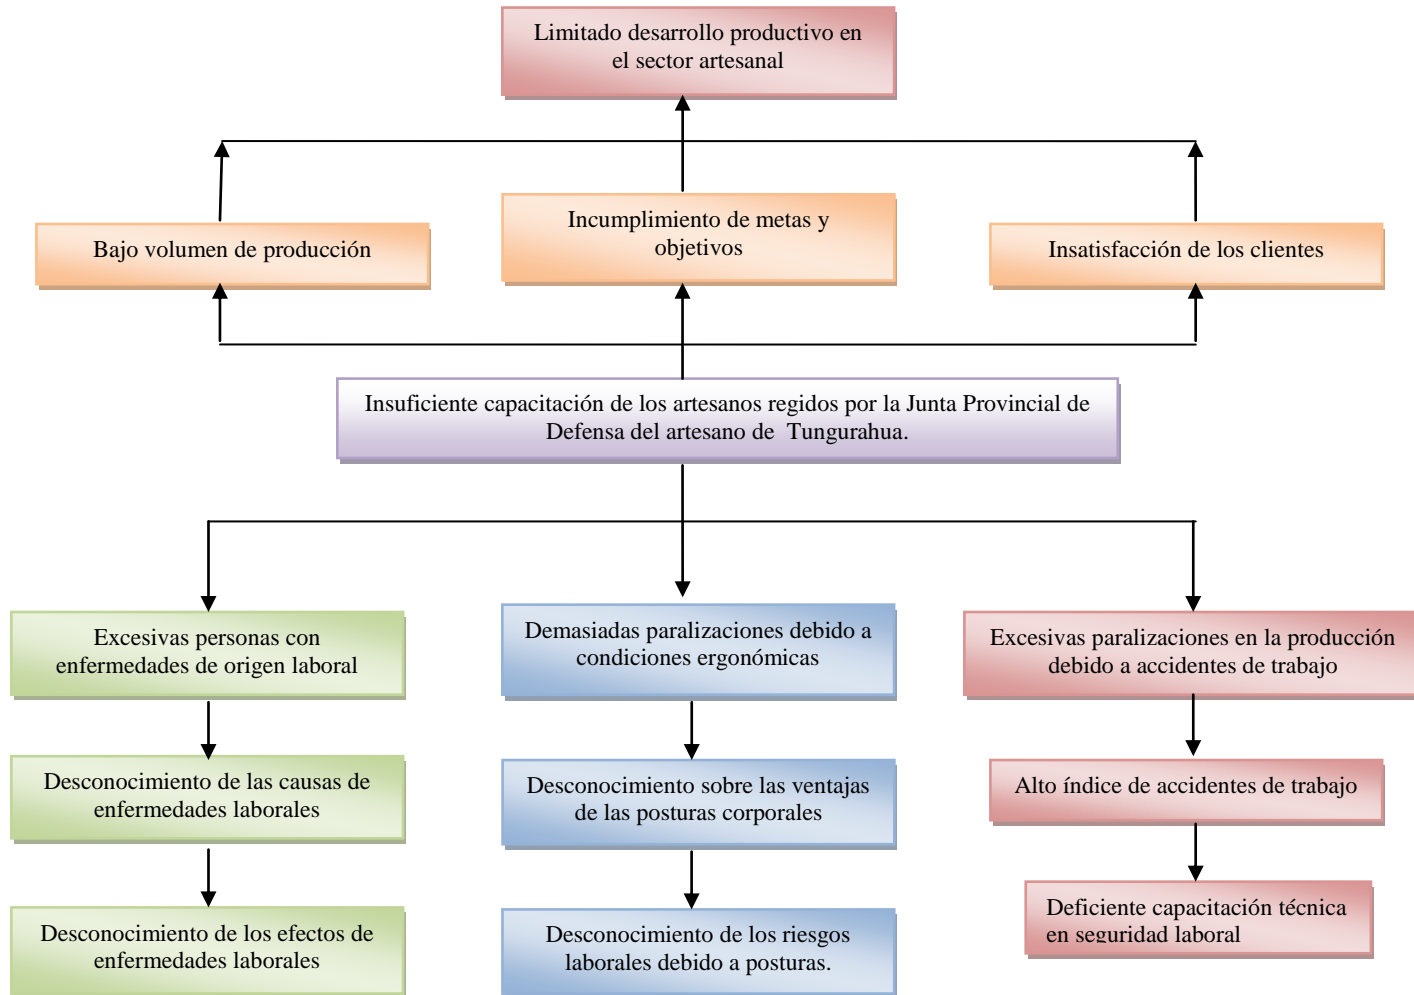 Limitado desarrollo productivo en
el sector artesanal
Bajo volumen de producción
Incumplimiento de metas y
objetivos
Insatisfacción de los clientes
Insuficiente capacitación de los artesanos regidos por la Junta Provincial de
Defensa del artesano de Tungurahua.
Excesivas personas con
enfermedades de origen laboral
Demasiadas paralizaciones debido a
condiciones ergonómicas
Excesivas paralizaciones en la producción
debido a accidentes de trabajo
Desconocimiento de las causas de
enfermedades laborales
Desconocimiento sobre las ventajas
de las posturas corporales
Alto índice de accidentes de trabajo
Desconocimiento de los efectos de
enfermedades laborales
Desconocimiento de los riesgos
laborales debido a posturas.
Deficiente capacitación técnica
en seguridad laboral